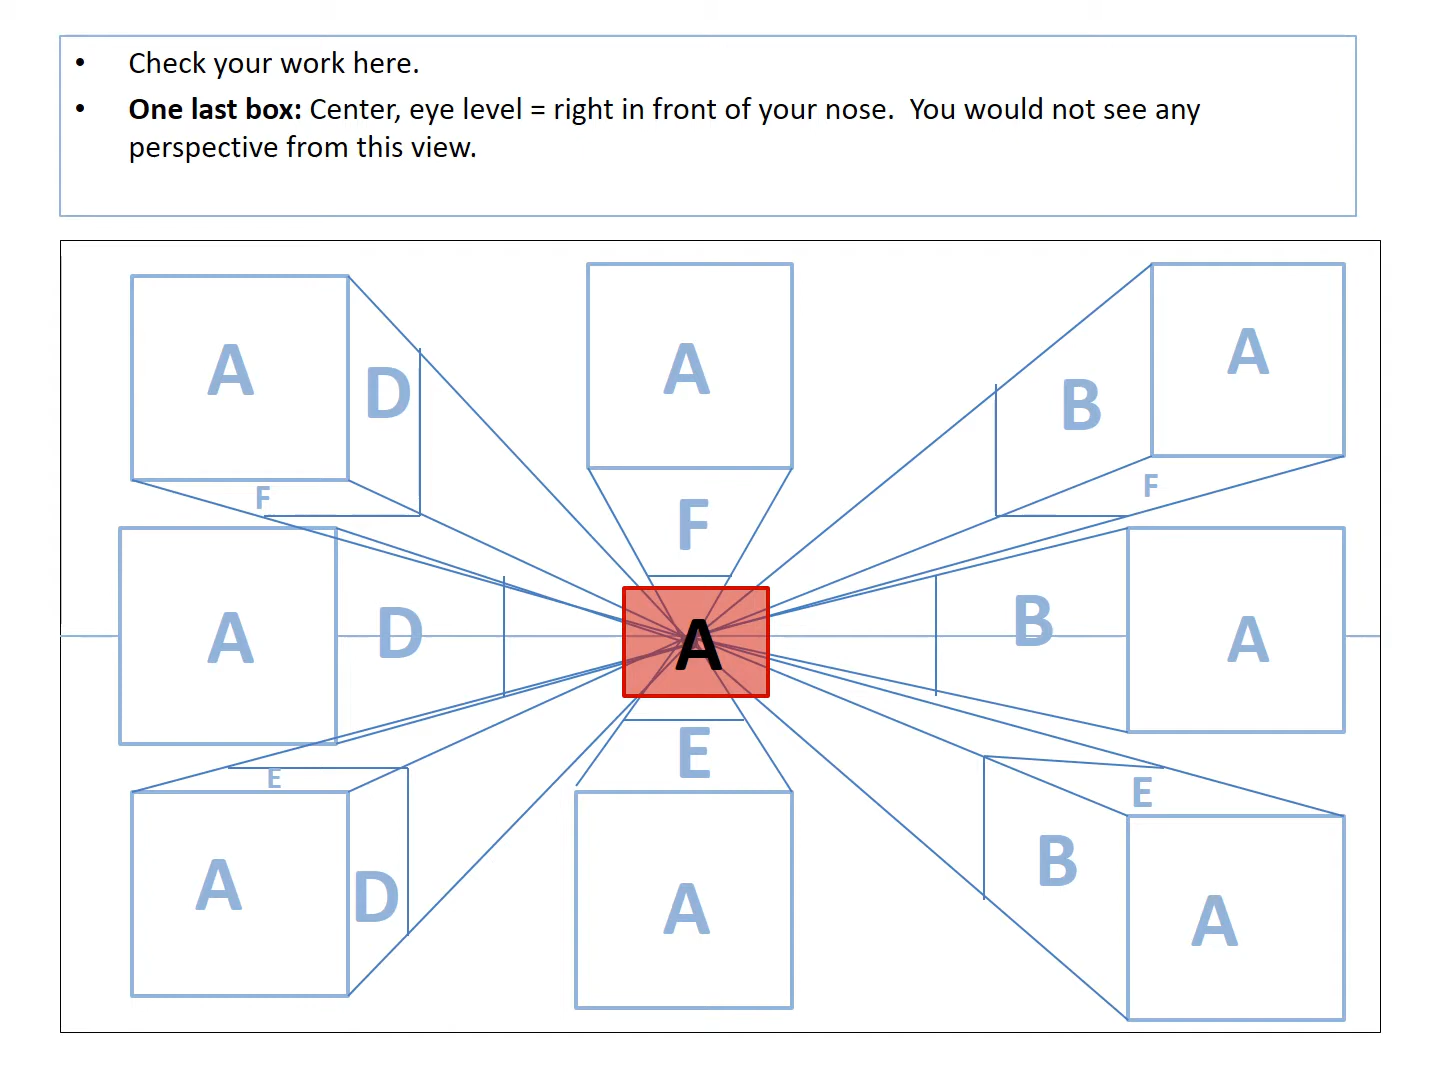 • Check your work here.
• One last box: Center, eye level = right in front of your nose.  You would not see any
perspective from this view.
A A A
D B
F F
F
A D B A
A
E
E E
A D A B A